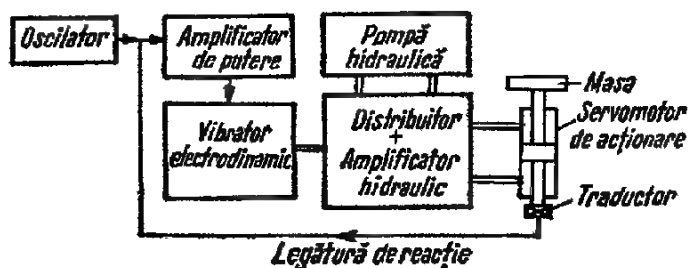 Oscilator
Amplificator
de putere
Pompă
hidraulică
Masa
Servomotor
de acționare
Vibrator
electrodinamic
Distribuitor
+
Amplificator
hidraulic
Traductor
Legătură de reacție